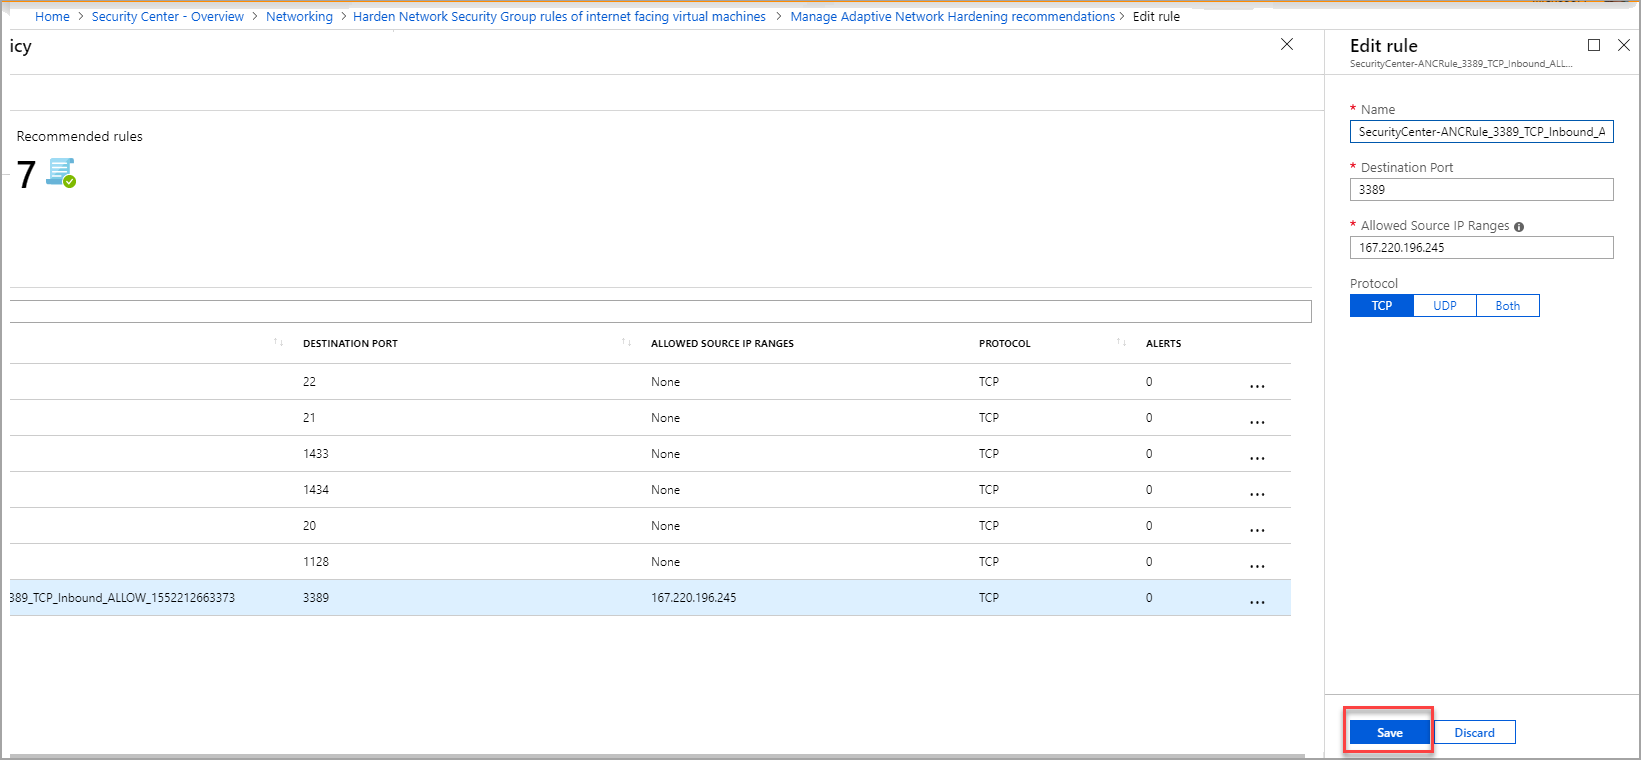 Home > Security Center - Overview > Networking > Harden Network Security Group rules of internet facing virtual machines > Manage Adaptive Network Hardening recommendations > Edit rule
icy
Recommended rules
7
DESTINATION PORT ALLOWED SOURCE IP RANGES PROTOCOL ALERTS
22 None TCP 0 ...
21 None TCP 0 ...
1433 None TCP 0 ...
1434 None TCP 0 ...
20 None TCP 0 ...
1128 None TCP 0 ...
389_TCP_Inbound_ALLOW_1552212663373 3389 167.220.196.245 TCP 0 ...
Edit rule
SecurityCenter-ANCRule_3389_TCP_Inbound_ALL...
* Name
SecurityCenter-ANCRule_3389_TCP_Inbound_A
* Destination Port
3389
* Allowed Source IP Ranges
167.220.196.245
Protocol
TCP UDP Both
Save Discard